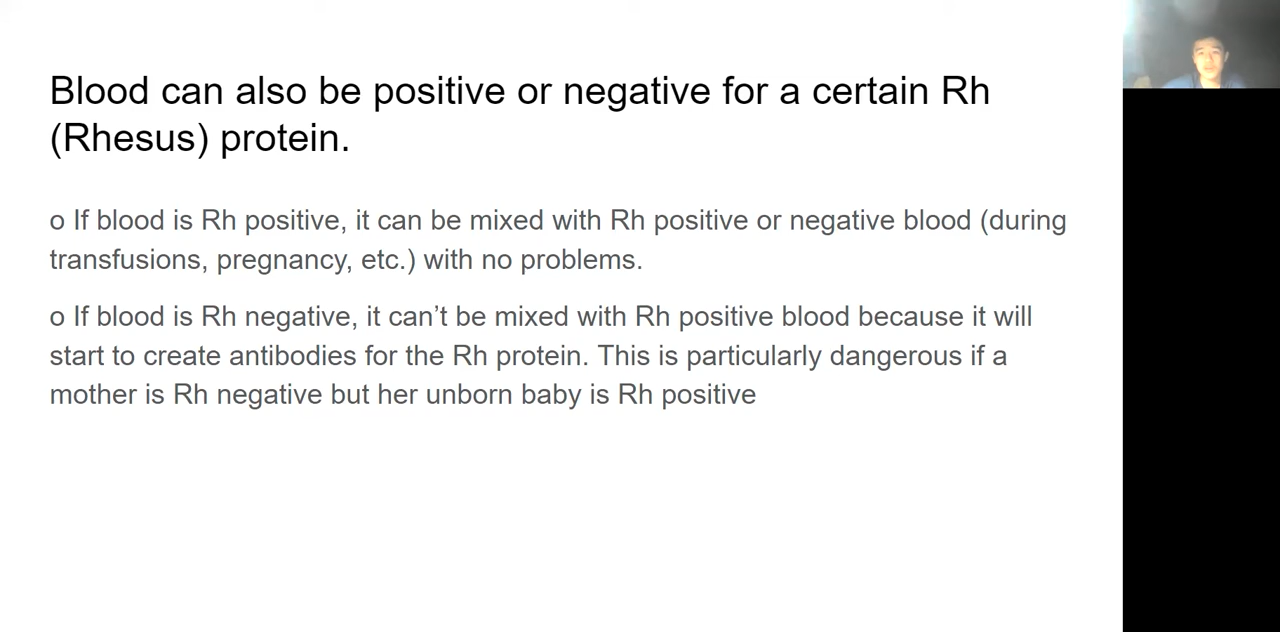 Blood can also be positive or negative for a certain Rh
(Rhesus) protein.
o If blood is Rh positive, it can be mixed with Rh positive or negative blood (during
transfusions, pregnancy, etc.) with no problems.
o If blood is Rh negative, it can’t be mixed with Rh positive blood because it will
start to create antibodies for the Rh protein. This is particularly dangerous if a
mother is Rh negative but her unborn baby is Rh positive